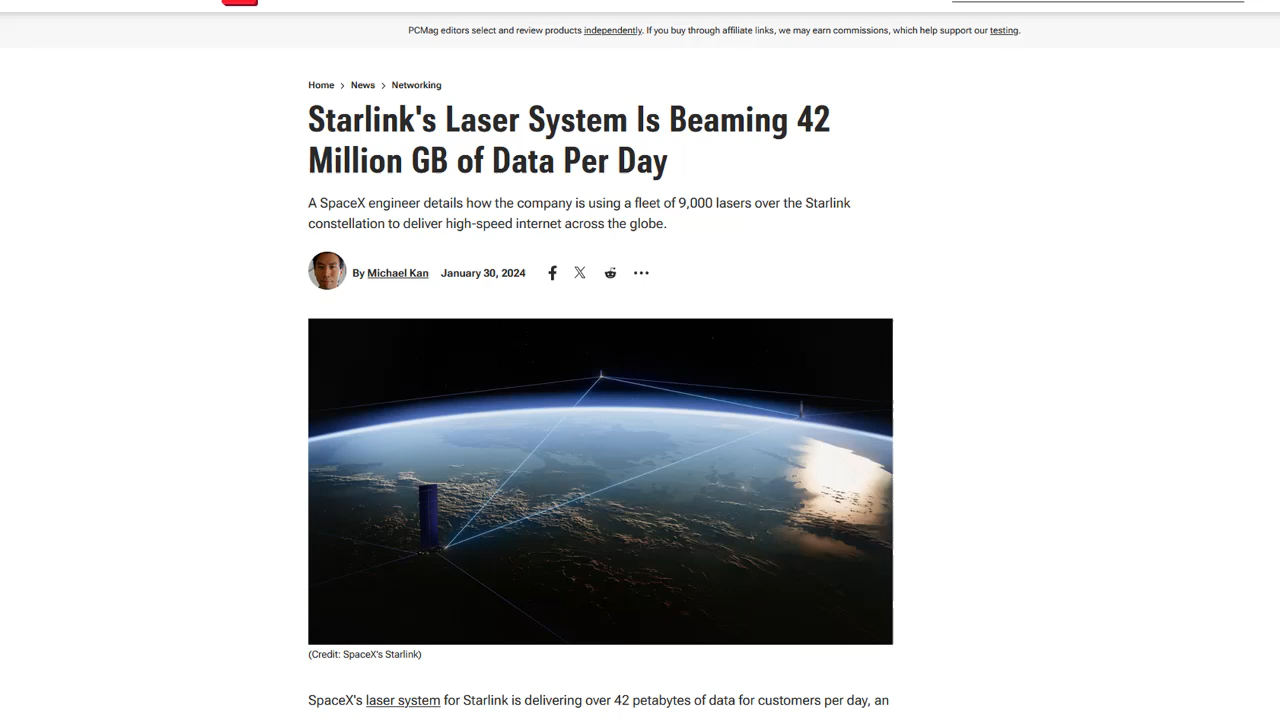 PCMag editors select and review products independently. If you buy through affiliate links, we may earn commissions, which help support our testing.
Home > News > Networking
Starlink's Laser System Is Beaming 42
Million GB of Data Per Day
A SpaceX engineer details how the company is using a fleet of 9,000 lasers over the Starlink
constellation to deliver high-speed internet across the globe.
By Michael Kan January 30, 2024
(Credit: SpaceX's Starlink)
SpaceX's laser system for Starlink is delivering over 42 petabytes of data for customers per day, an